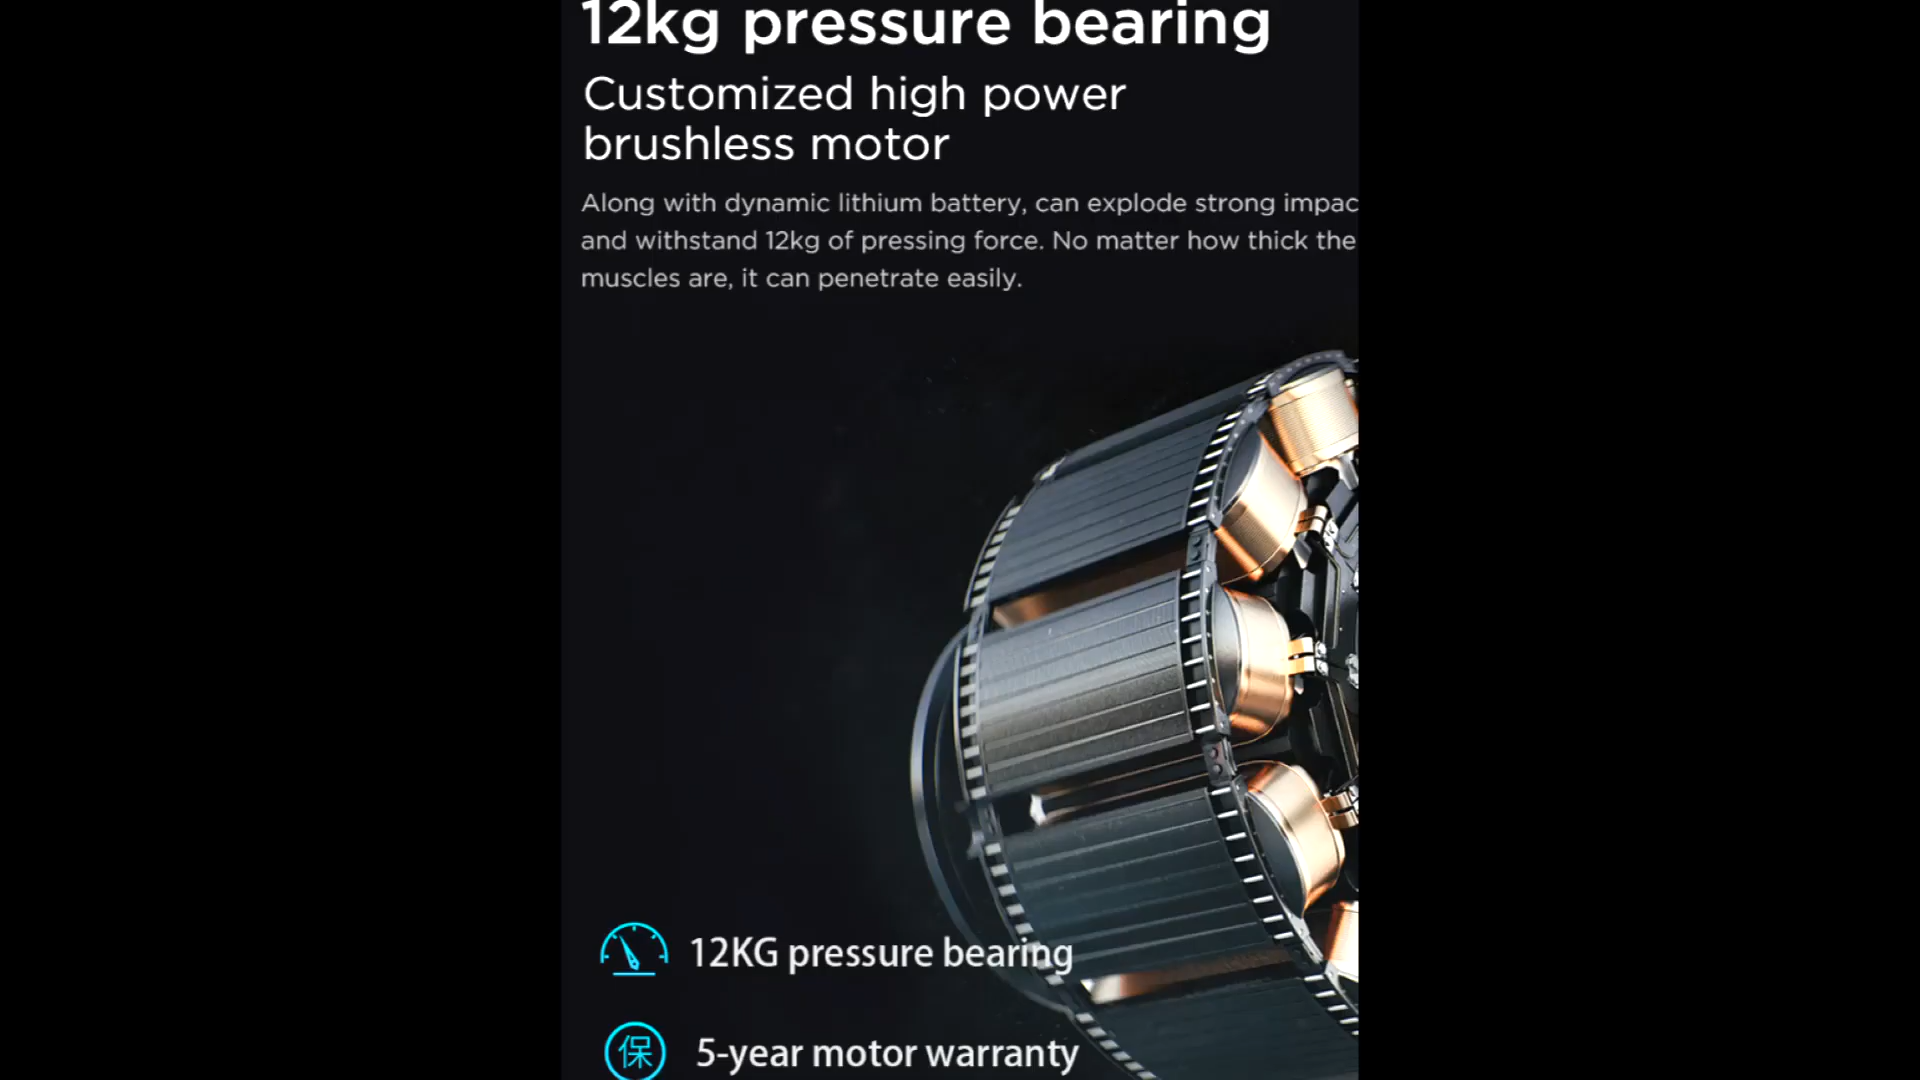 12kg pressure bearing
Customized high power
brushless motor
Along with dynamic lithium battery, can explode strong impac
and withstand 12kg of pressing force. No matter how thick the
muscles are, it can penetrate easily.
12KG pressure bearing
保 5-year motor warranty